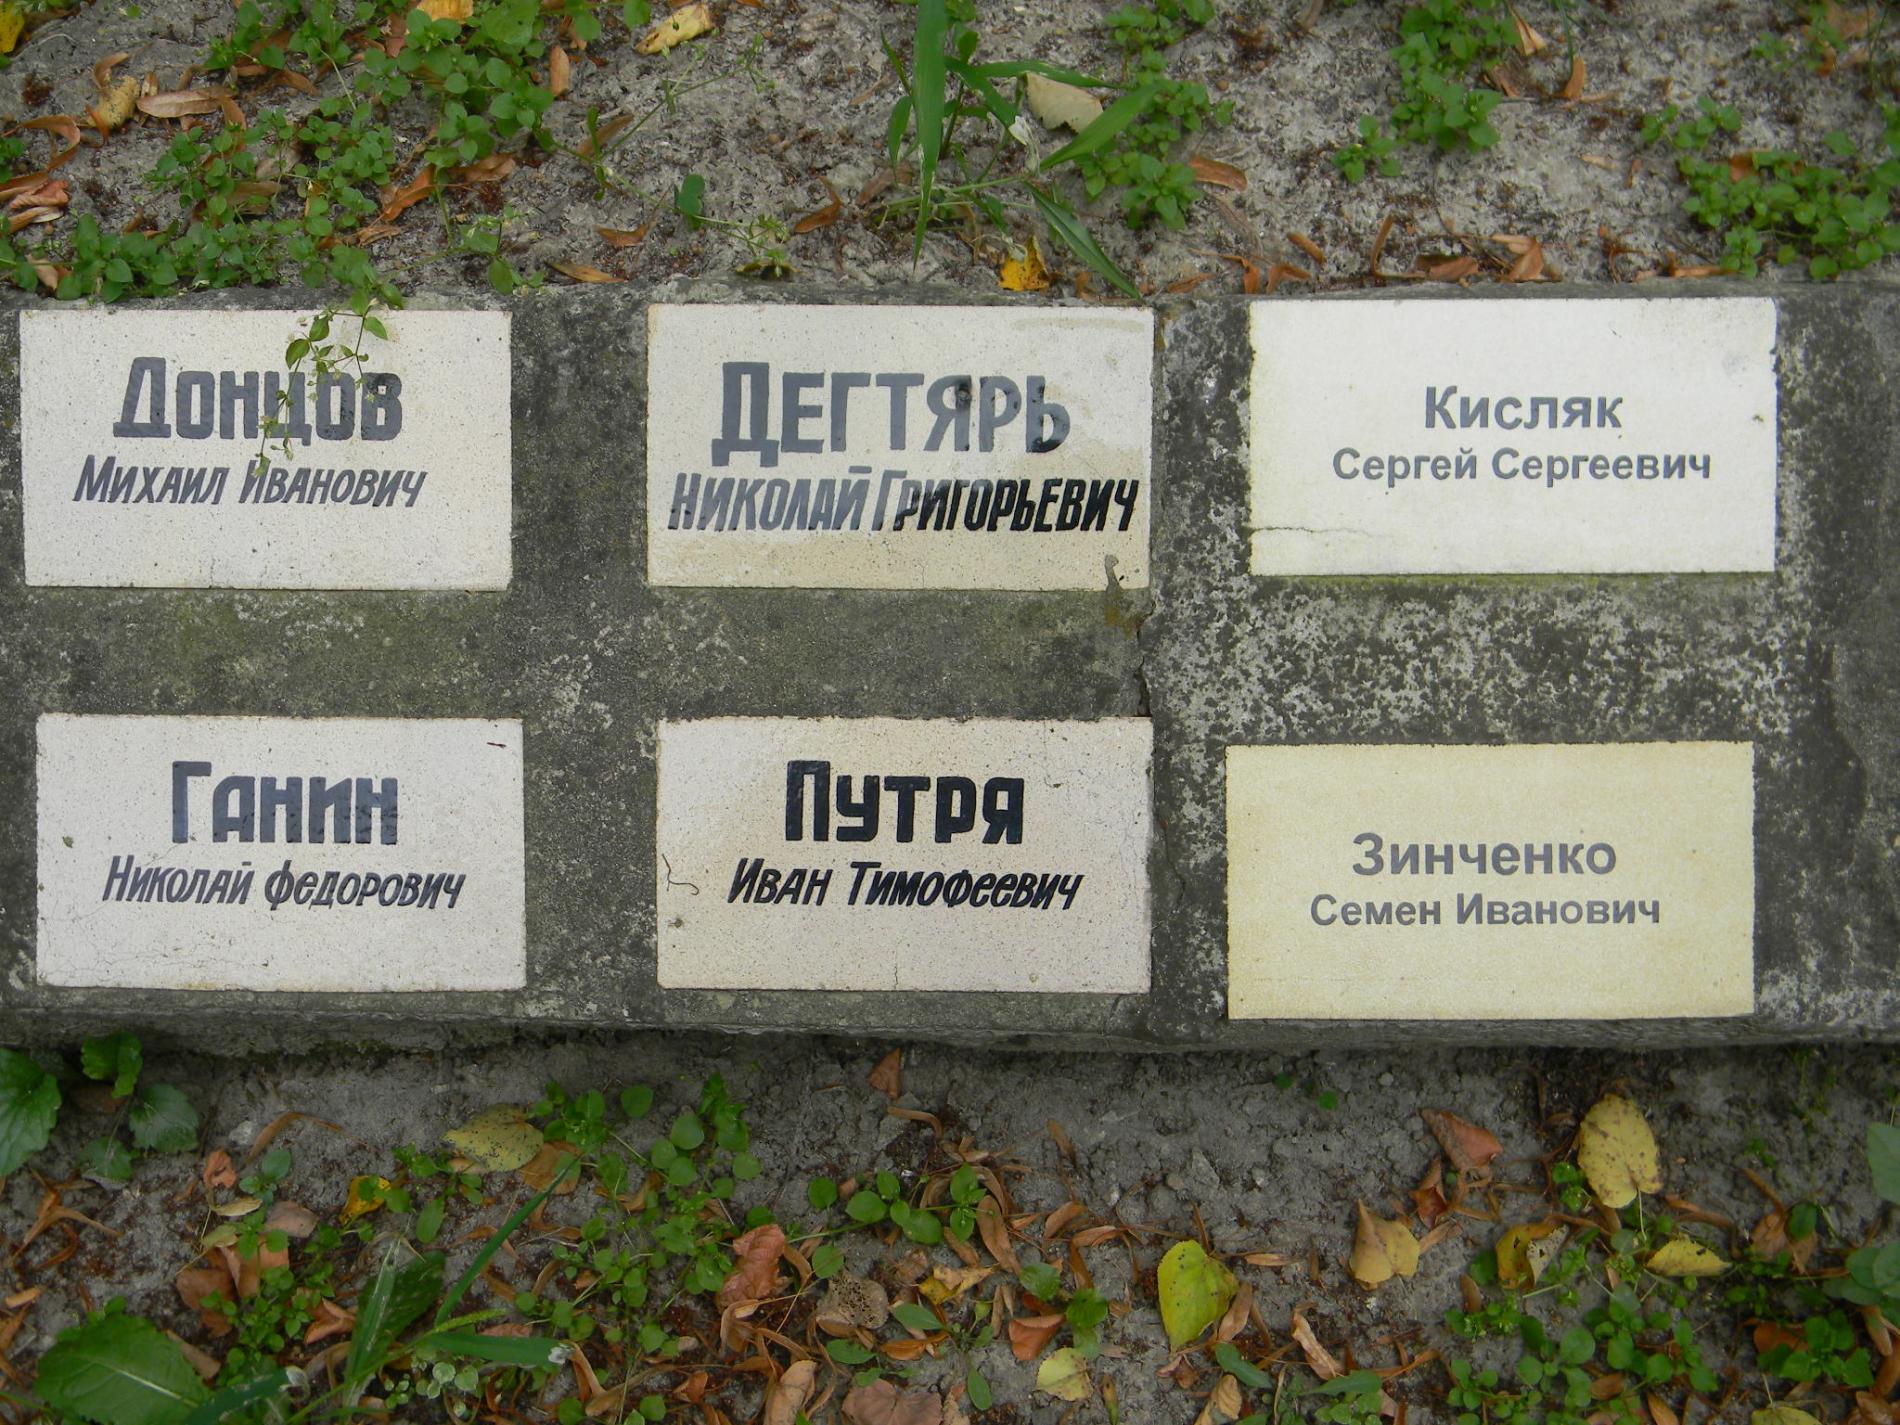 Донцов
Михаил Иванович
Дегтярь
Николай Григорьевич
Кисляк
Сергей Сергеевич
Ганин
Николай Федорович
Путря
Иван Тимофеевич
Зинченко
Семен Иванович